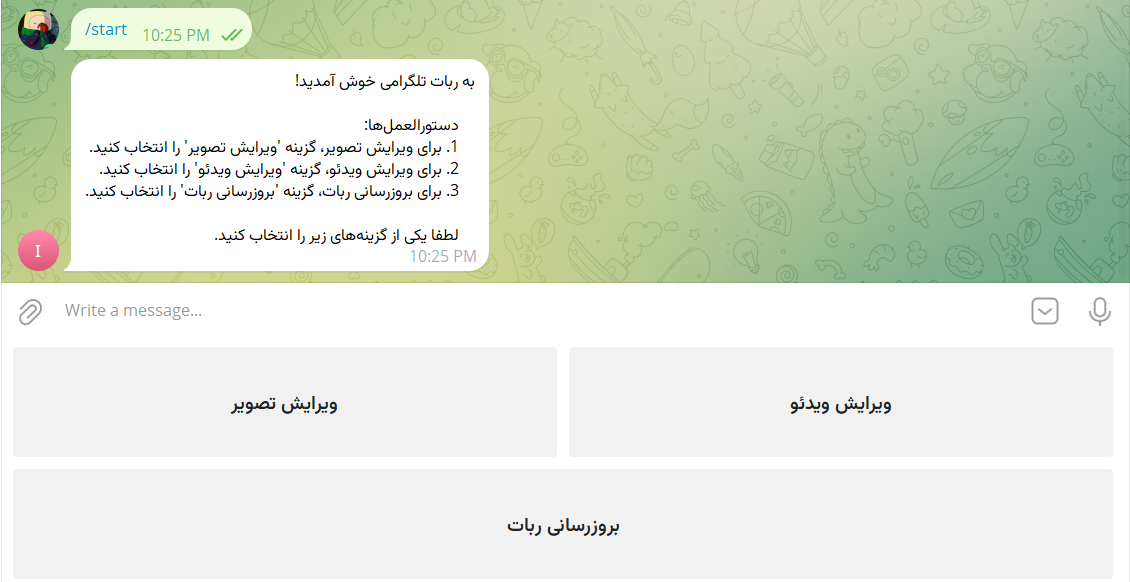 /start
10:25 PM
به ربات تلگرامی خوش آمدید!
دستورالعمل‌ها:
1. برای ویرایش تصویر، گزینه 'ویرایش تصویر' را انتخاب کنید.
2. برای ویرایش ویدئو، گزینه 'ویرایش ویدئو' را انتخاب کنید.
3. برای بروزرسانی ربات، گزینه 'بروزرسانی ربات' را انتخاب کنید.
لطفا یکی از گزینه‌های زیر را انتخاب کنید.
10:25 PM
I
Write a message...
ویرایش تصویر
ویرایش ویدئو
بروزرسانی ربات